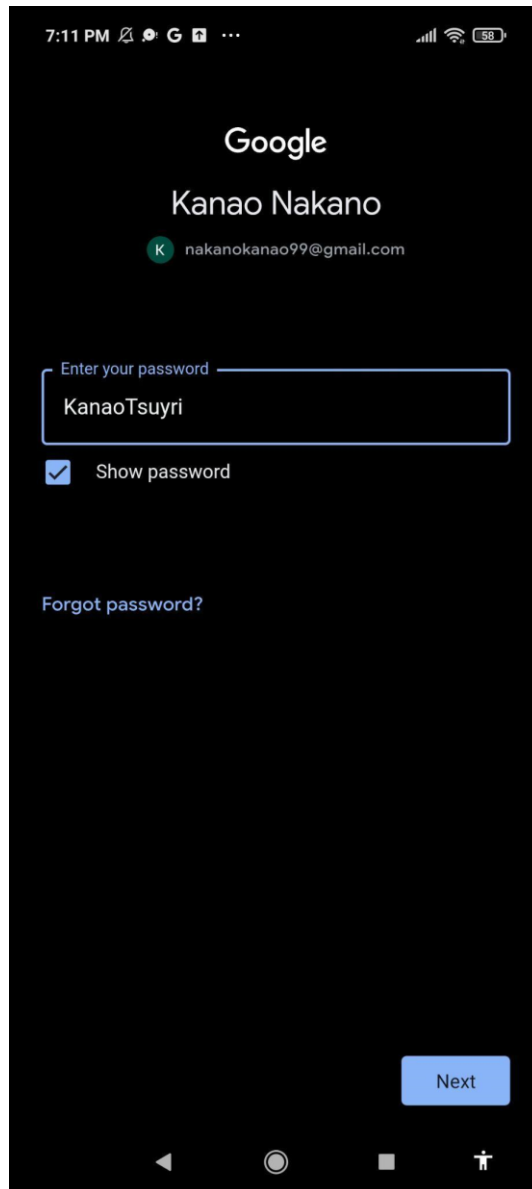 7:11 PM G ...
58
Google
Kanao Nakano
K nakanokanao99@gmail.com
Enter your password
KanaoTsuyri
Show password
Forgot password?
Next